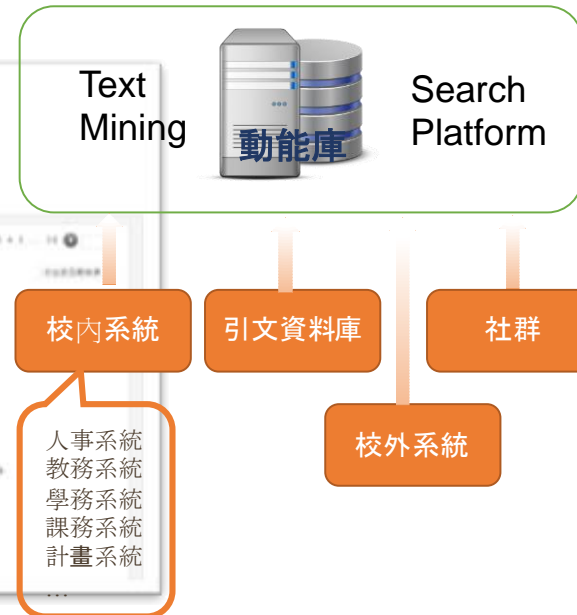 Text
Mining
動能庫
Search
Platform
校內系統
引文資料庫
社群
校外系統
人事系統
教務系統
學務系統
課務系統
計畫系統
...